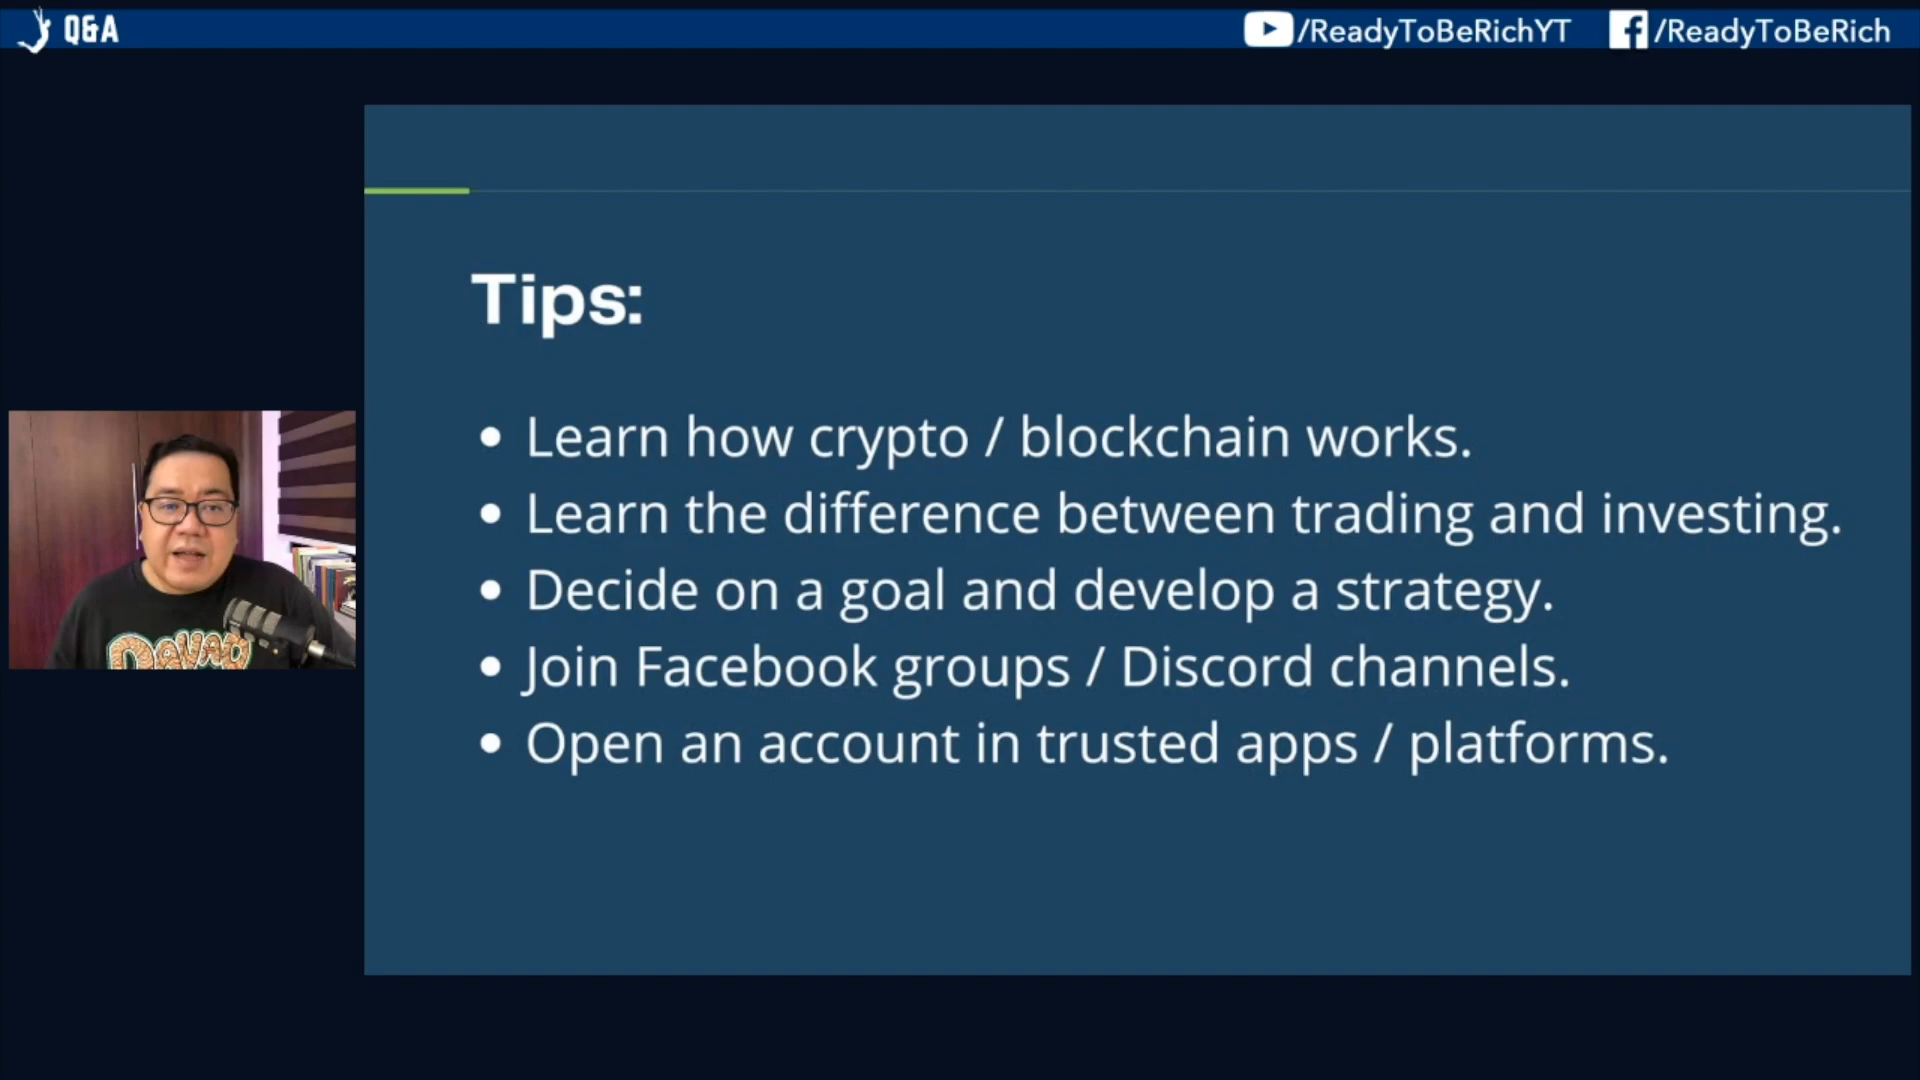 Q&A
/ReadyToBeRichYT
/ReadyToBeRich
Tips:
• Learn how crypto / blockchain works.
• Learn the difference between trading and investing.
• Decide on a goal and develop a strategy.
• Join Facebook groups / Discord channels.
• Open an account in trusted apps / platforms.
DAVAO